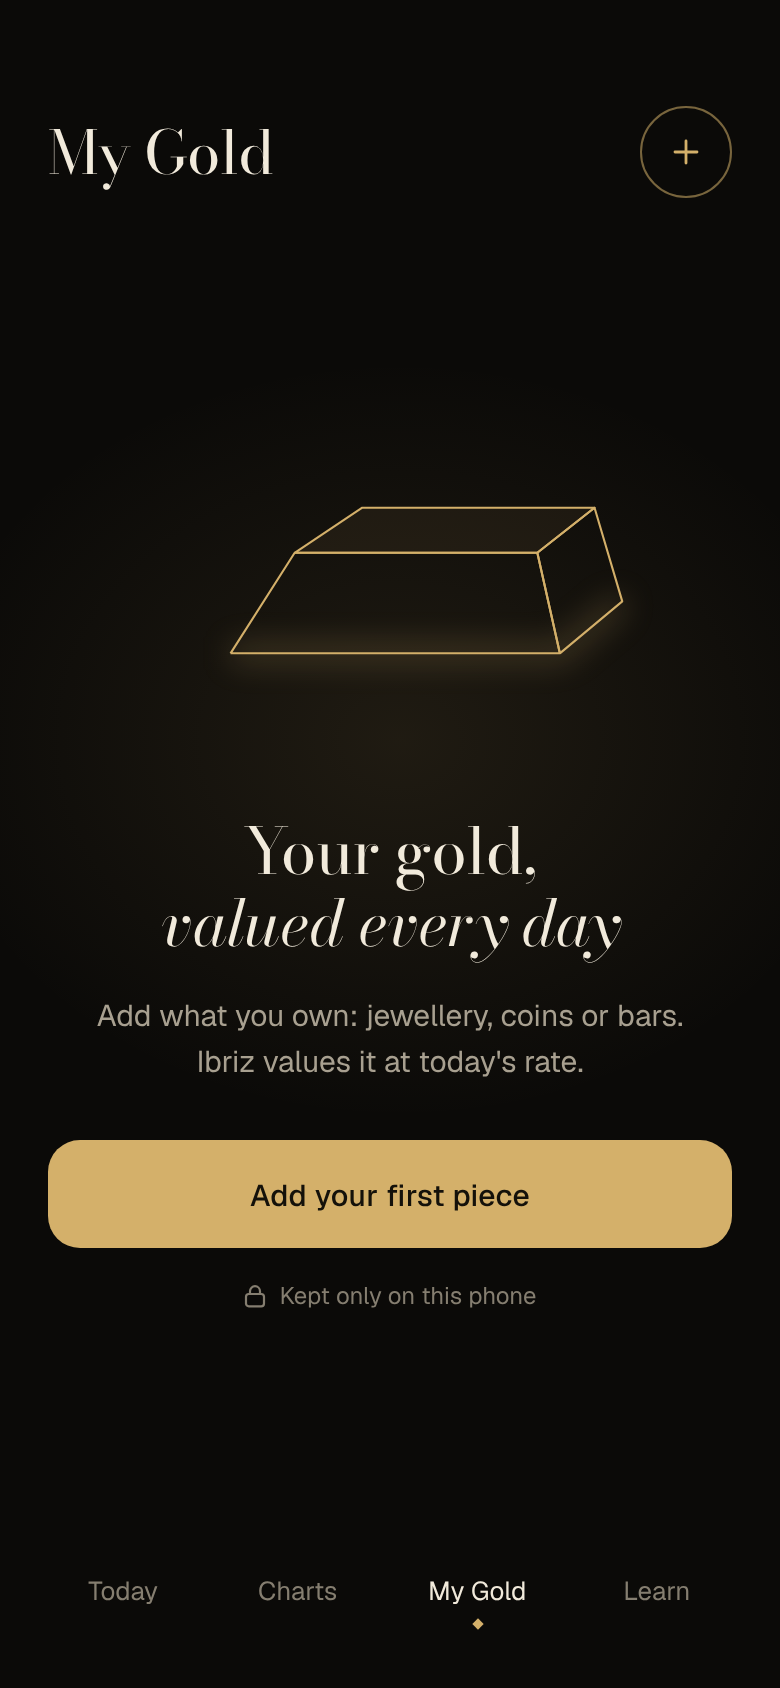 My Gold
Your gold,
valued every day
Add what you own: jewellery, coins or bars.
Ibriz values it at today's rate.
Add your first piece
Kept only on this phone
Today
Charts
My Gold
Learn